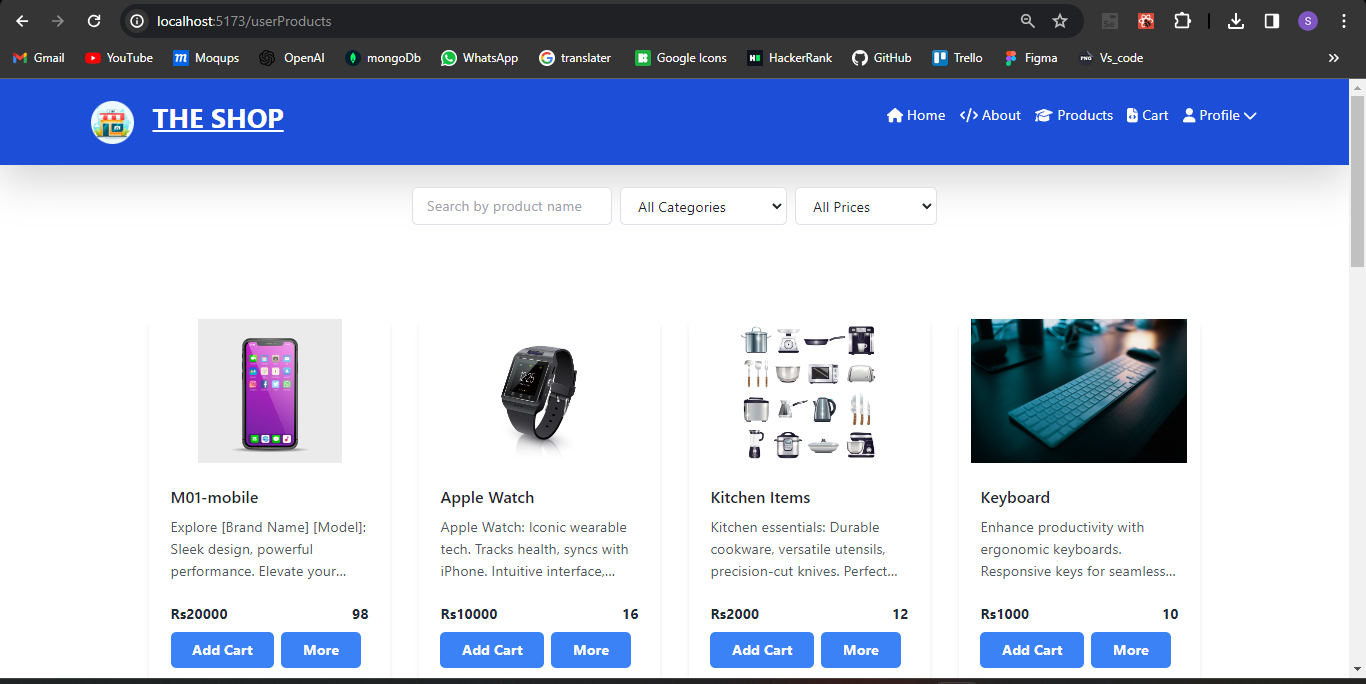 localhost:5173/userProducts
S
Gmail
YouTube
Moqups
OpenAI
mongoDb
WhatsApp
translater
Google Icons
HackerRank
GitHub
Trello
Figma
Vs_code
THE SHOP
Home
About
Products
Cart
Profile
Search by product name
All Categories
All Prices
M01-mobile
Explore [Brand Name] [Model]:
Sleek design, powerful
performance. Elevate your...
Rs20000
98
Add Cart
More
Apple Watch
Apple Watch: Iconic wearable
tech. Tracks health, syncs with
iPhone. Intuitive interface,...
Rs10000
16
Add Cart
More
Kitchen Items
Kitchen essentials: Durable
cookware, versatile utensils,
precision-cut knives. Perfect...
Rs2000
12
Add Cart
More
Keyboard
Enhance productivity with
ergonomic keyboards.
Responsive keys for seamless...
Rs1000
10
Add Cart
More